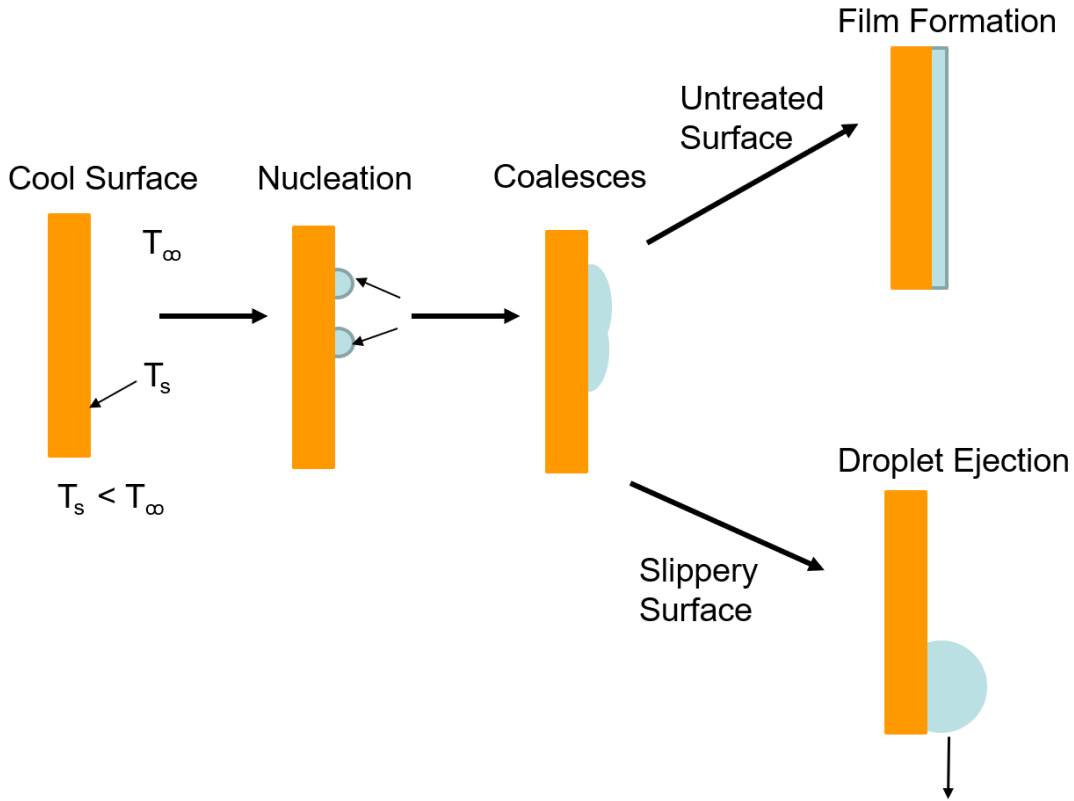 Film Formation
Untreated
Surface
Cool Surface
Nucleation
Coalesces
T∞
Ts
Ts < T∞
Droplet Ejection
Slippery
Surface